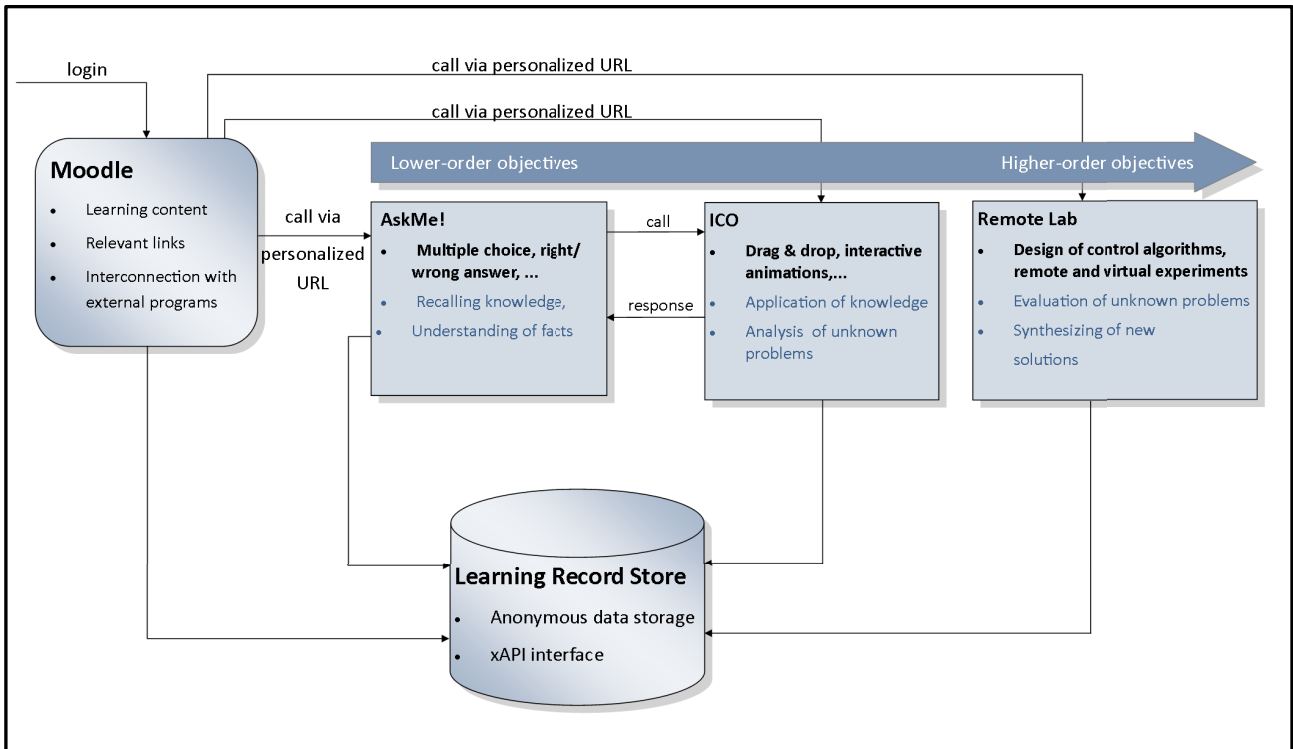 login
call via personalized URL
call via personalized URL
Lower-order objectives
Higher-order objectives
Moodle
• Learning content
• Relevant links
• Interconnection with
external programs
call via
personalized
URL
AskMe!
• Multiple choice, right/
wrong answer, ...
• Recalling knowledge,
• Understanding of facts
call
response
ICO
• Drag & drop, interactive
animations,...
• Application of knowledge
• Analysis of unknown
problems
Remote Lab
• Design of control algorithms,
remote and virtual experiments
• Evaluation of unknown problems
• Synthesizing of new
solutions
Learning Record Store
• Anonymous data storage
• xAPI interface